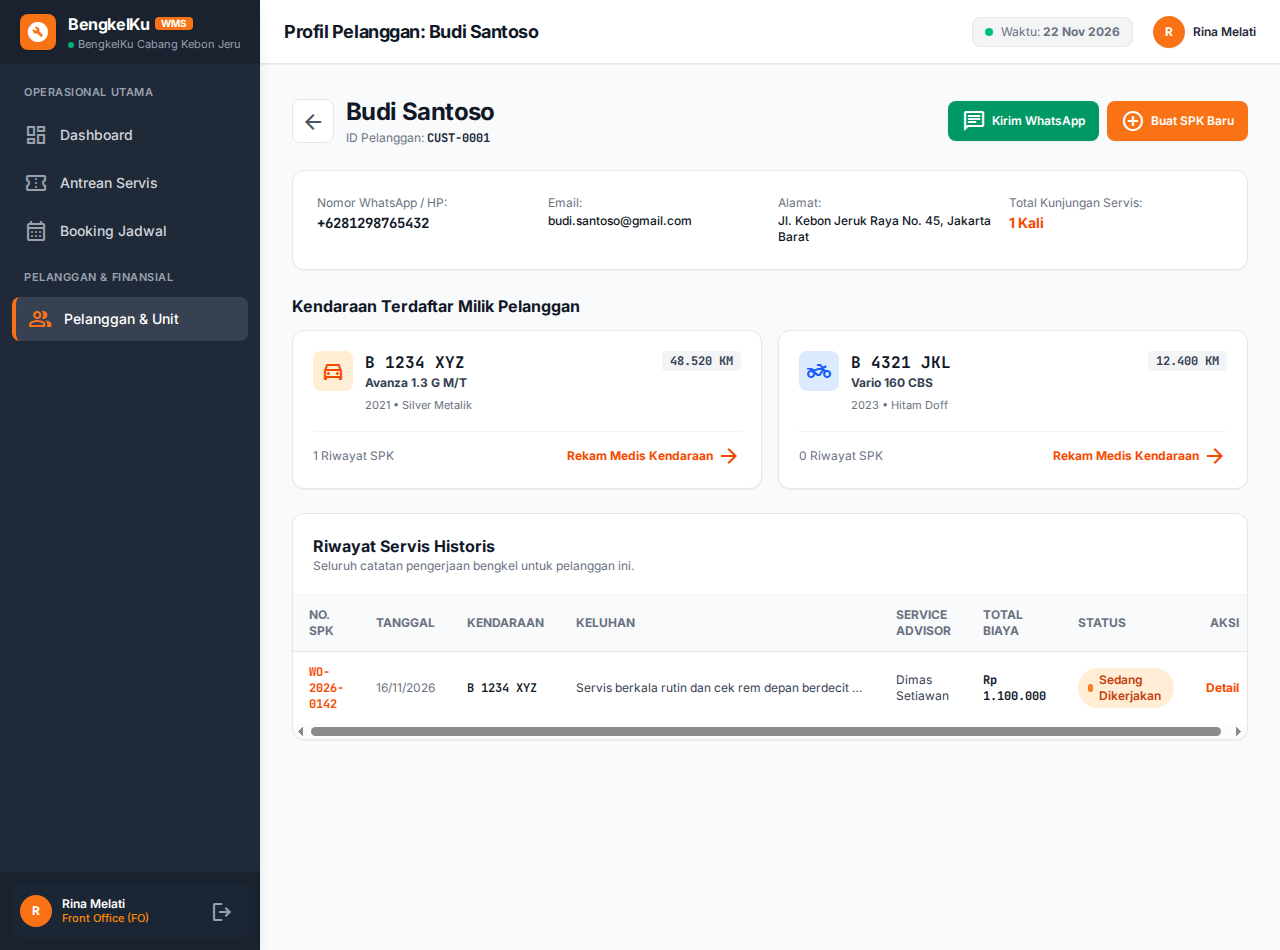 BengkelKu WMS
BengkelKu Cabang Kebon Jeru
Profil Pelanggan: Budi Santoso
Waktu: 22 Nov 2026
R
Rina Melati
OPERASIONAL UTAMA
Dashboard
Antrean Servis
Booking Jadwal
PELANGGAN & FINANSIAL
Pelanggan & Unit
Budi Santoso
ID Pelanggan: CUST-0001
Kirim WhatsApp
Buat SPK Baru
Nomor WhatsApp / HP:
+6281298765432
Email:
budi.santoso@gmail.com
Alamat:
Jl. Kebon Jeruk Raya No. 45, Jakarta
Barat
Total Kunjungan Servis:
1 Kali
Kendaraan Terdaftar Milik Pelanggan
B 1234 XYZ
48.520 KM
Avanza 1.3 G M/T
2021 • Silver Metalik
1 Riwayat SPK
Rekam Medis Kendaraan
B 4321 JKL
12.400 KM
Vario 160 CBS
2023 • Hitam Doff
0 Riwayat SPK
Rekam Medis Kendaraan
Riwayat Servis Historis
Seluruh catatan pengerjaan bengkel untuk pelanggan ini.
NO.
SPK
TANGGAL
KENDARAAN
KELUHAN
SERVICE
ADVISOR
TOTAL
BIAYA
STATUS
AKSI
WO-
2026-
0142
16/11/2026
B 1234 XYZ
Servis berkala rutin dan cek rem depan berdecit ...
Dimas
Setiawan
Rp
1.100.000
Sedang
Dikerjakan
Detail
R
Rina Melati
Front Office (FO)